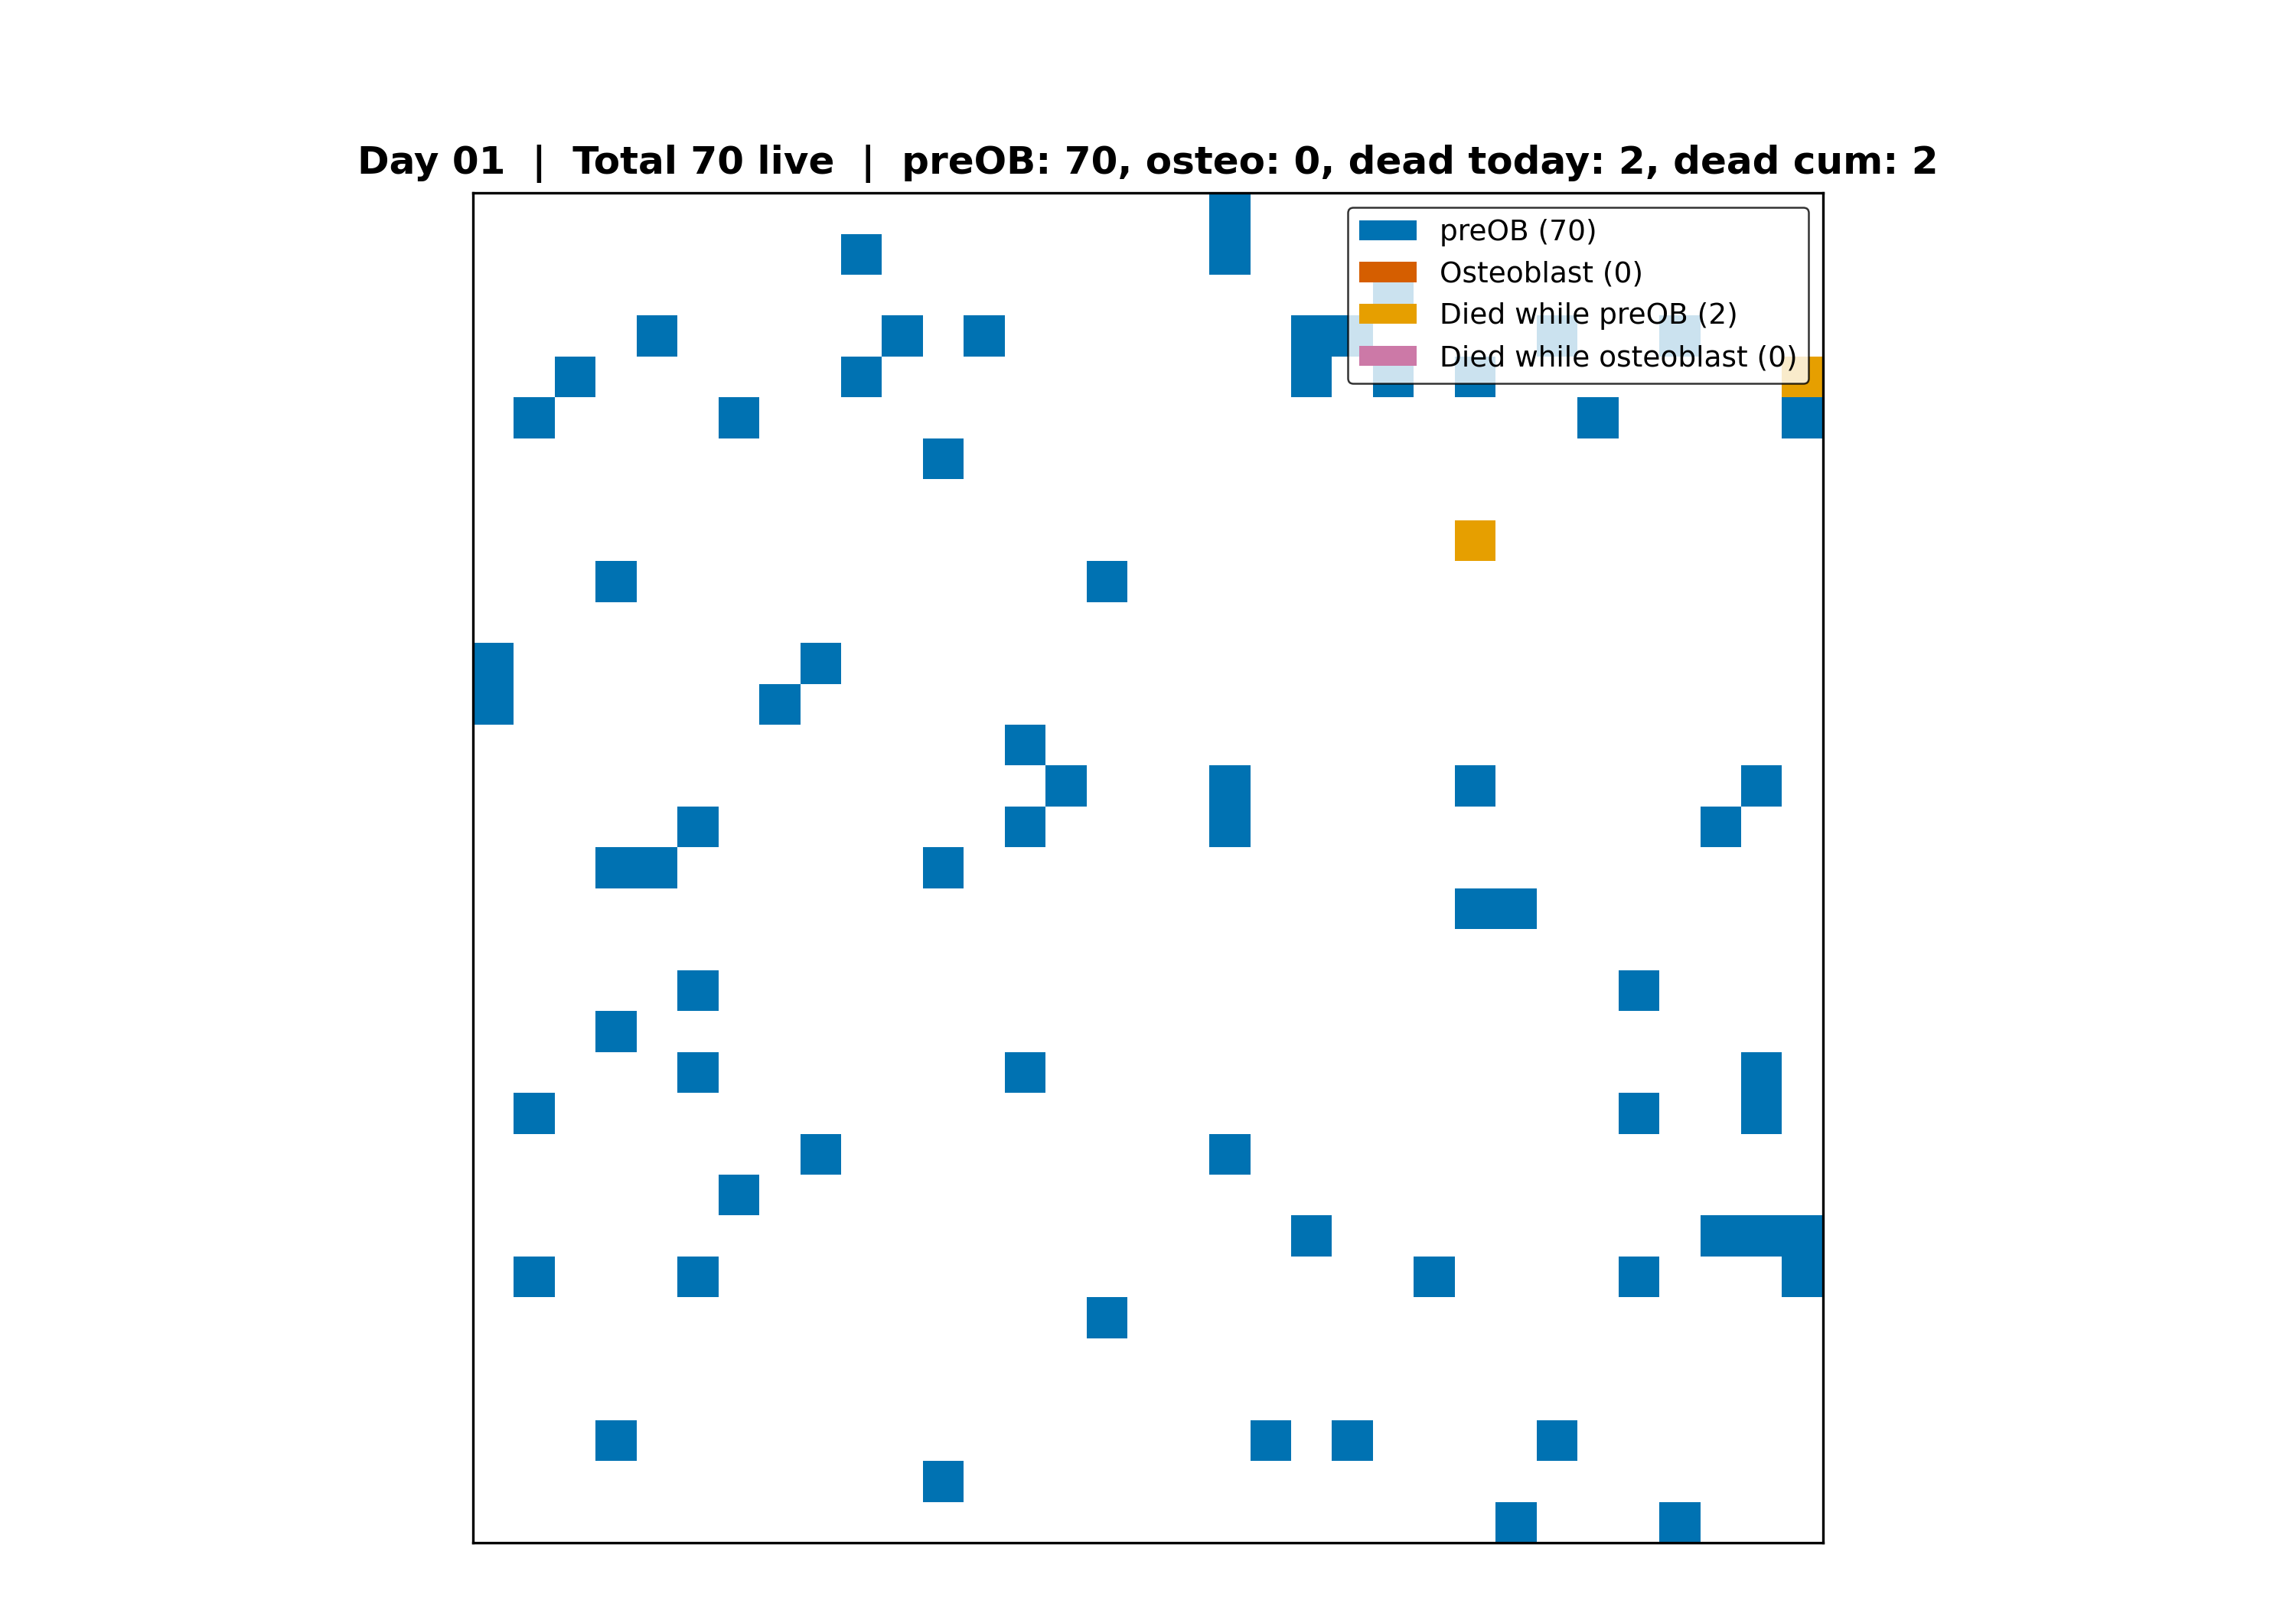 Day 01 | Total 70 live | preOB: 70, osteo: 0, dead today: 2, dead cum: 2
preOB (70)
Osteoblast (0)
Died while preOB (2)
Died while osteoblast (0)